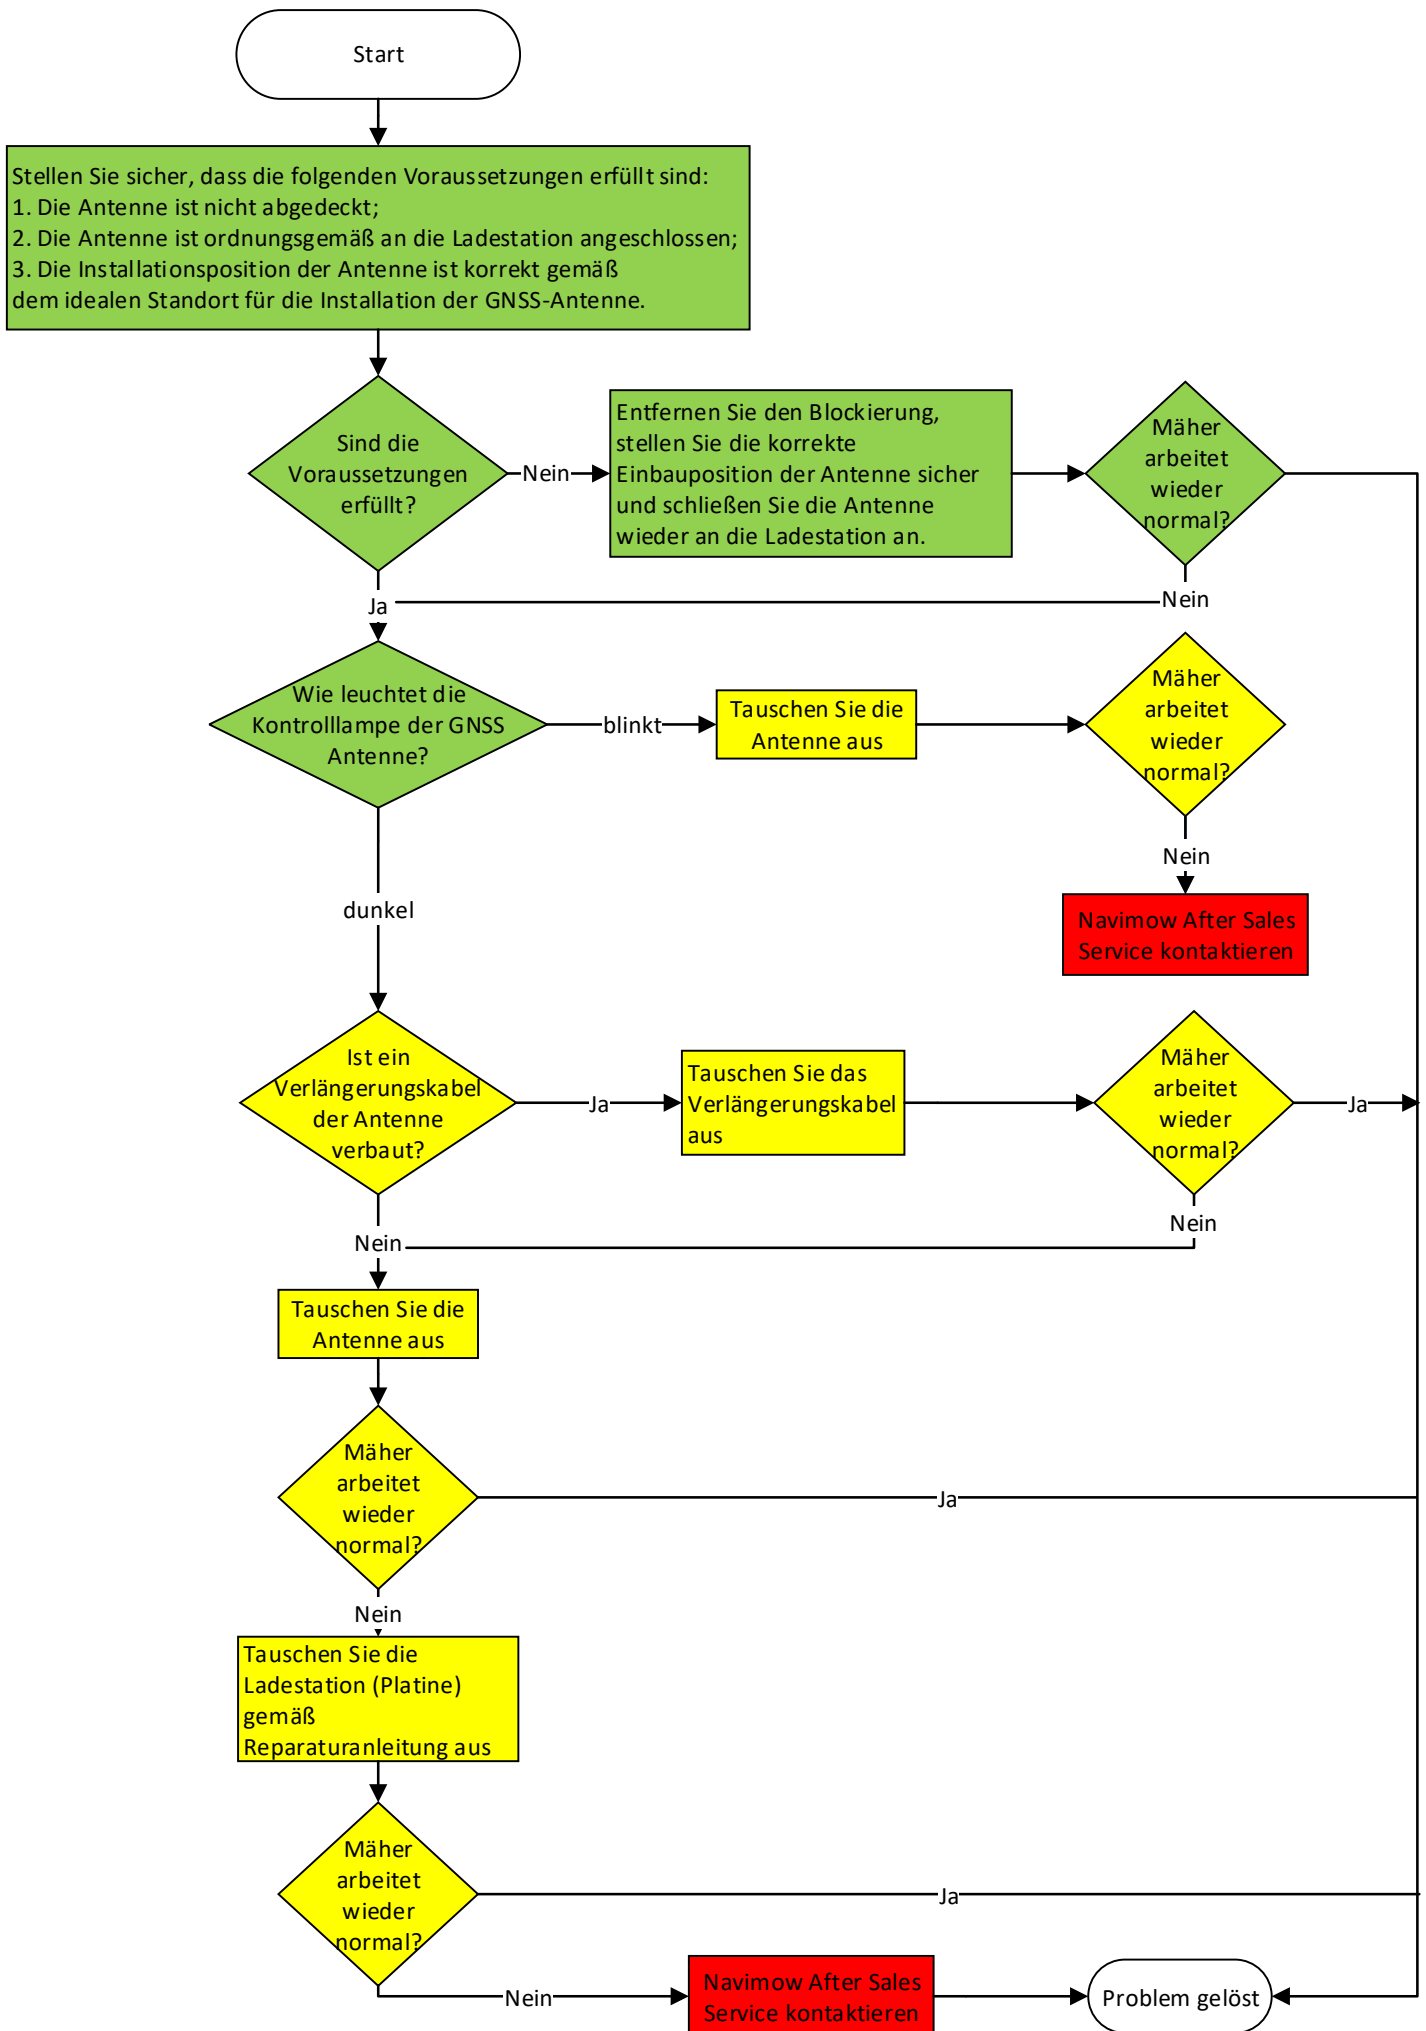 Start
Stellen Sie sicher, dass die folgenden Voraussetzungen erfüllt sind:
1. Die Antenne ist nicht abgedeckt;
2. Die Antenne ist ordnungsgemäß an die Ladestation angeschlossen;
3. Die Installationsposition der Antenne ist korrekt gemäß
dem idealen Standort für die Installation der GNSS-Antenne.
Sind die
Voraussetzungen
erfüllt?
Nein
Entfernen Sie den Blockierung,
stellen Sie die korrekte
Einbauposition der Antenne sicher
und schließen Sie die Antenne
wieder an die Ladestation an.
Mäher
arbeitet
wieder
normal?
Ja
Nein
Wie leuchtet die
Kontrolllampe der GNSS
Antenne?
blinkt
Tauschen Sie die
Antenne aus
Mäher
arbeitet
wieder
normal?
Nein
Navimow After Sales
Service kontaktieren
dunkel
Ist ein
Verlängerungskabel
der Antenne
verbaut?
Ja
Tauschen Sie das
Verlängerungskabel
aus
Mäher
arbeitet
wieder
normal?
Ja
Nein
Nein
Tauschen Sie die
Antenne aus
Mäher
arbeitet
wieder
normal?
Ja
Nein
Tauschen Sie die
Ladestation (Platine)
gemäß
Reparaturanleitung aus
Mäher
arbeitet
wieder
normal?
Ja
Nein
Navimow After Sales
Service kontaktieren
Problem gelöst